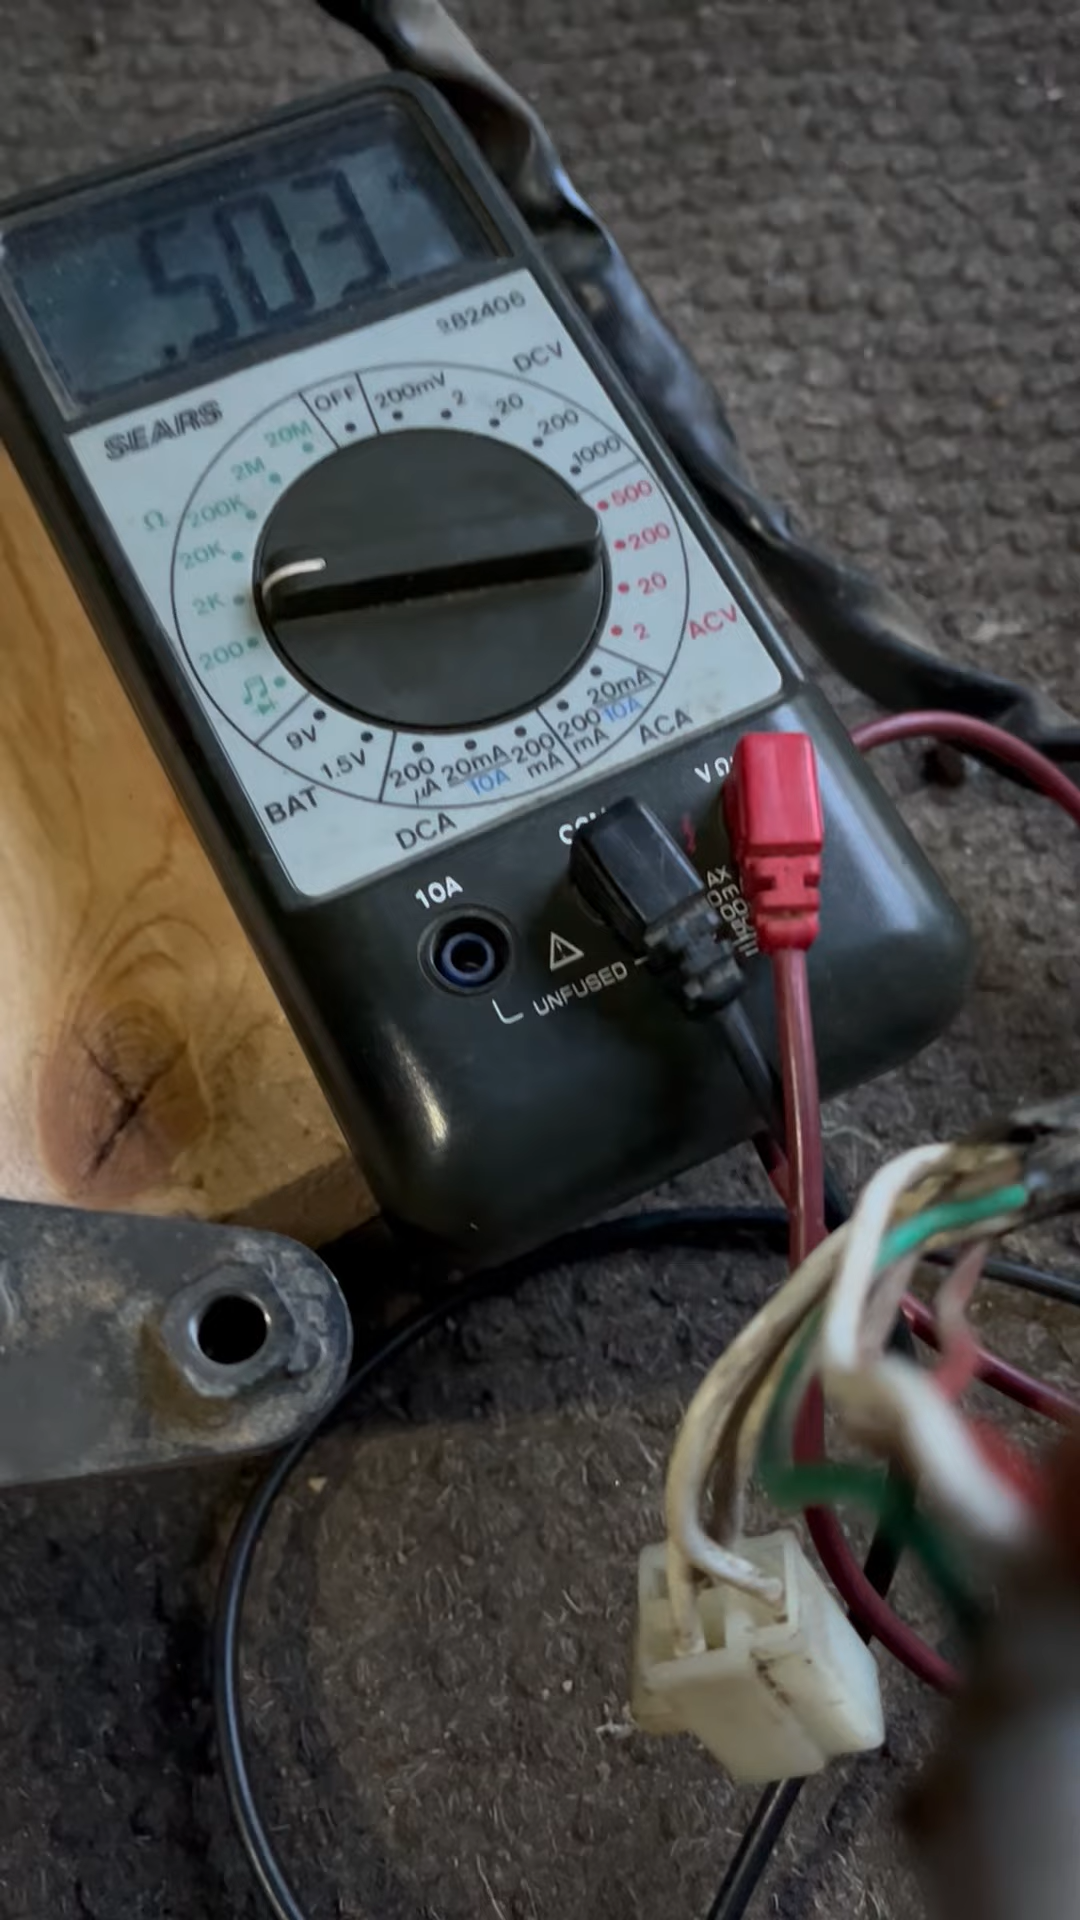 .503
982406
SEARS
DCV
OFF
200mV
2
20
200
1000
500
200
20
2
ACV
20mA
10A
200
mA
ACA
200
mA
20mA
10A
200
µA
DCA
1.5V
9V
BAT
200
2K
20K
200K
2M
20M
Ω
VΩ
10A
UNFUSED